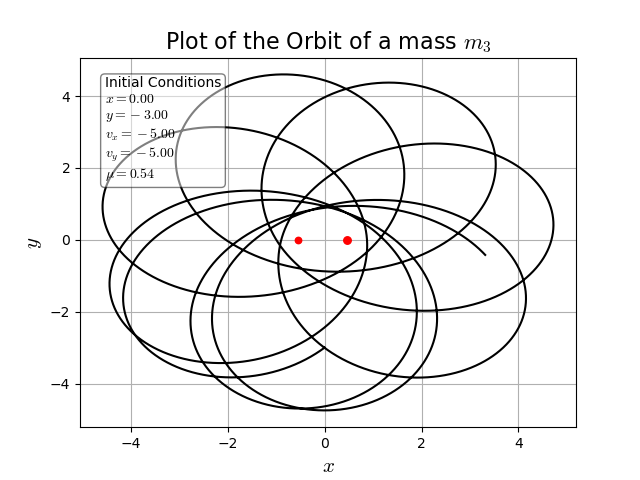 Plot of the Orbit of a mass m₃
Initial Conditions
x = 0.00
y = −3.00
vₓ = −5.00
v_y = −5.00
μ = 0.54
4
2
0
−2
−4
y
−4
−2
0
2
4
x